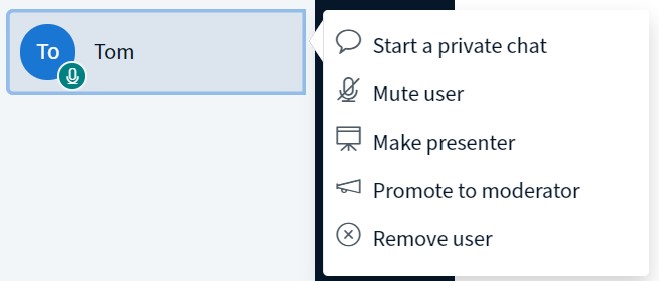 To
Tom
Start a private chat
Mute user
Make presenter
Promote to moderator
Remove user